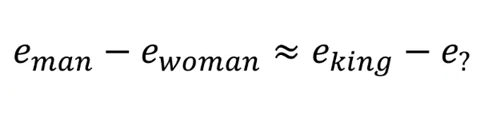 e_man − e_woman ≈ e_king − e_?